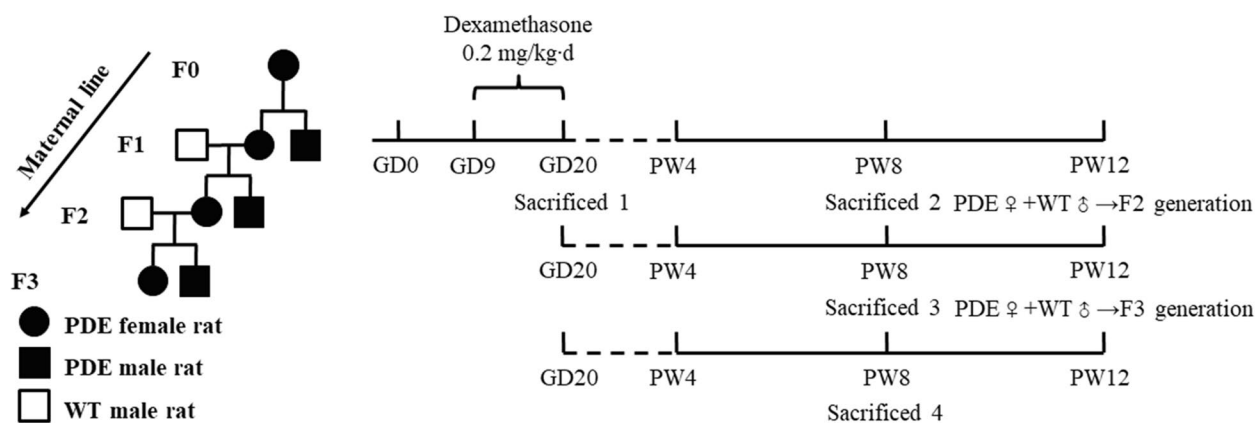 Maternal line
F0
F1
F2
F3
PDE female rat
PDE male rat
WT male rat
Dexamethasone
0.2 mg/kg·d
GD0 GD9 GD20 PW4 PW8 PW12
Sacrificed 1 Sacrificed 2 PDE ♀ +WT ♂ →F2 generation
GD20 PW4 PW8 PW12
Sacrificed 3 PDE ♀ +WT ♂ →F3 generation
GD20 PW4 PW8 PW12
Sacrificed 4